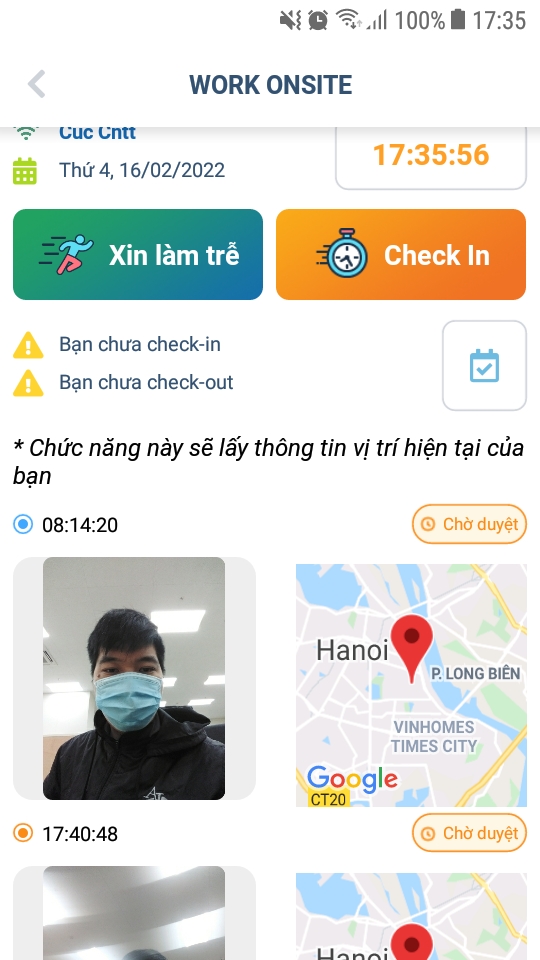 100% 17:35
WORK ONSITE
Cuc Cntt
Thứ 4, 16/02/2022
17:35:56
Xin làm trễ
Check In
Bạn chưa check-in
Bạn chưa check-out
* Chức năng này sẽ lấy thông tin vị trí hiện tại của
bạn
08:14:20
Chờ duyệt
Hanoi
P. LONG BIÊN
VINHOMES
TIMES CITY
Google
CT20
17:40:48
Chờ duyệt
Hanoi